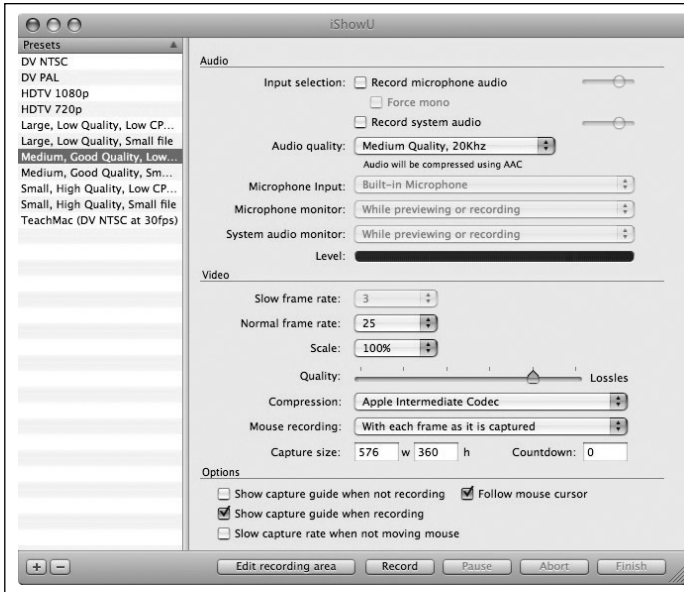 iShowU
Presets
DV NTSC
DV PAL
HDTV 1080p
HDTV 720p
Large, Low Quality, Low CP...
Large, Low Quality, Small file
Medium, Good Quality, Low...
Medium, Good Quality, Sm...
Small, High Quality, Low CP...
Small, High Quality, Small file
TeachMac (DV NTSC at 30fps)
Audio
Input selection: Record microphone audio
Force mono
Record system audio
Audio quality: Medium Quality, 20Khz
Audio will be compressed using AAC
Microphone Input: Built-in Microphone
Microphone monitor: While previewing or recording
System audio monitor: While previewing or recording
Level:
Video
Slow frame rate: 3
Normal frame rate: 25
Scale: 100%
Quality: Lossles
Compression: Apple Intermediate Codec
Mouse recording: With each frame as it is captured
Capture size: 576 w 360 h Countdown: 0
Options
Show capture guide when not recording Follow mouse cursor
Show capture guide when recording
Slow capture rate when not moving mouse
+ − Edit recording area Record Pause Abort Finish